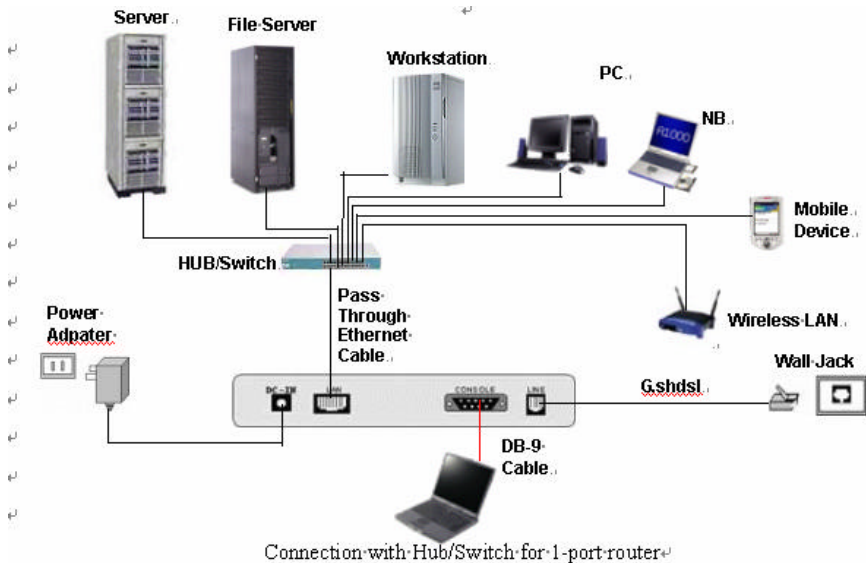 Server
File Server
Workstation
PC
NB
R1000
Mobile
Device
HUB/Switch
Pass
Through
Ethernet
Cable
Power
Adpater
Wireless LAN
Wall Jack
G.shdsl
DC-IN
LAN
CONSOLE
LINE
DB-9
Cable
Connection with Hub/Switch for 1-port router